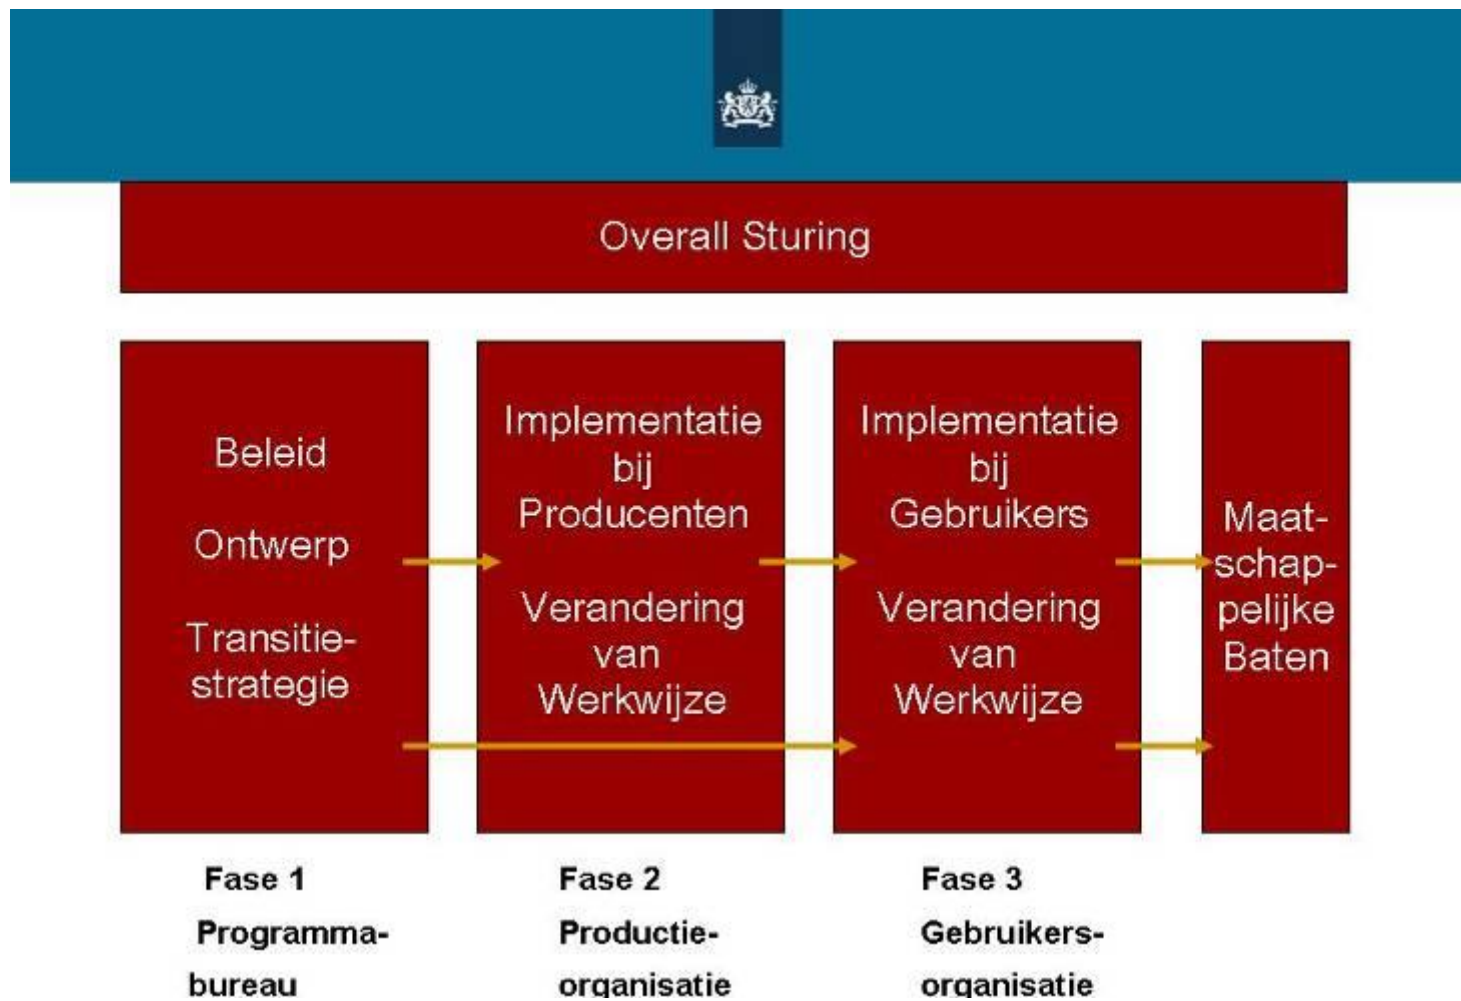 Overall Sturing
Beleid
Ontwerp
Transitie-
strategie
Implementatie
bij
Producenten
Verandering
van
Werkwijze
Implementatie
bij
Gebruikers
Verandering
van
Werkwijze
Maat-
schap-
pelijke
Baten
Fase 1
Programma-
bureau
Fase 2
Productie-
organisatie
Fase 3
Gebruikers-
organisatie